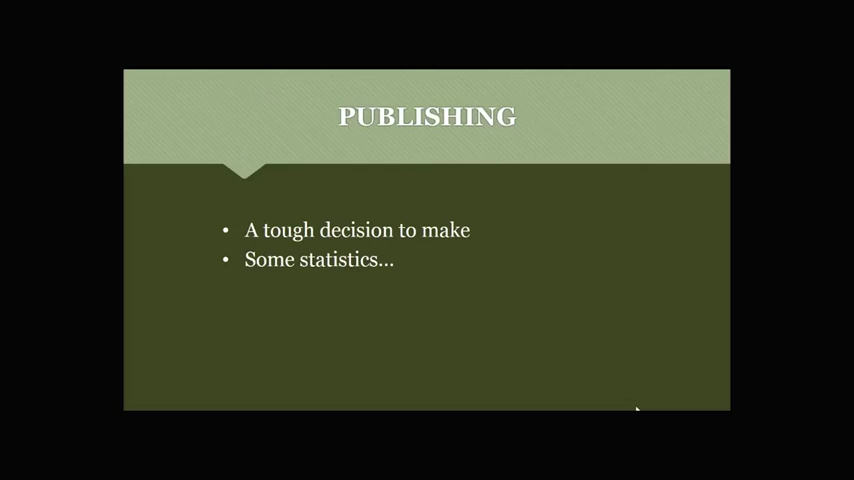 PUBLISHING
• A tough decision to make
• Some statistics...